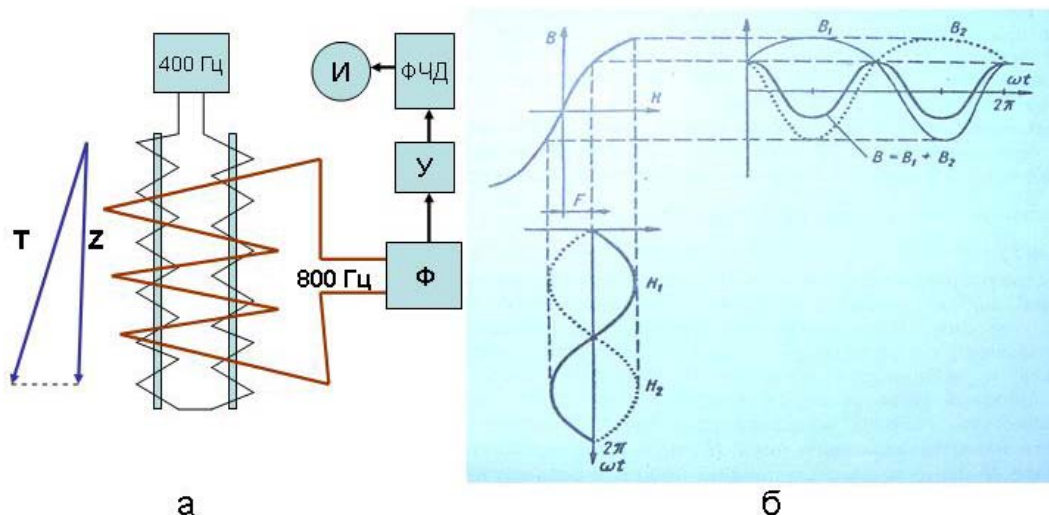 400 Гц
И
ФЧД
У
T
Z
800 Гц
Ф
а
B
H
F
H₁
H₂
2π
ωt
B₁
B₂
ωt
2π
B = B₁ + B₂
б